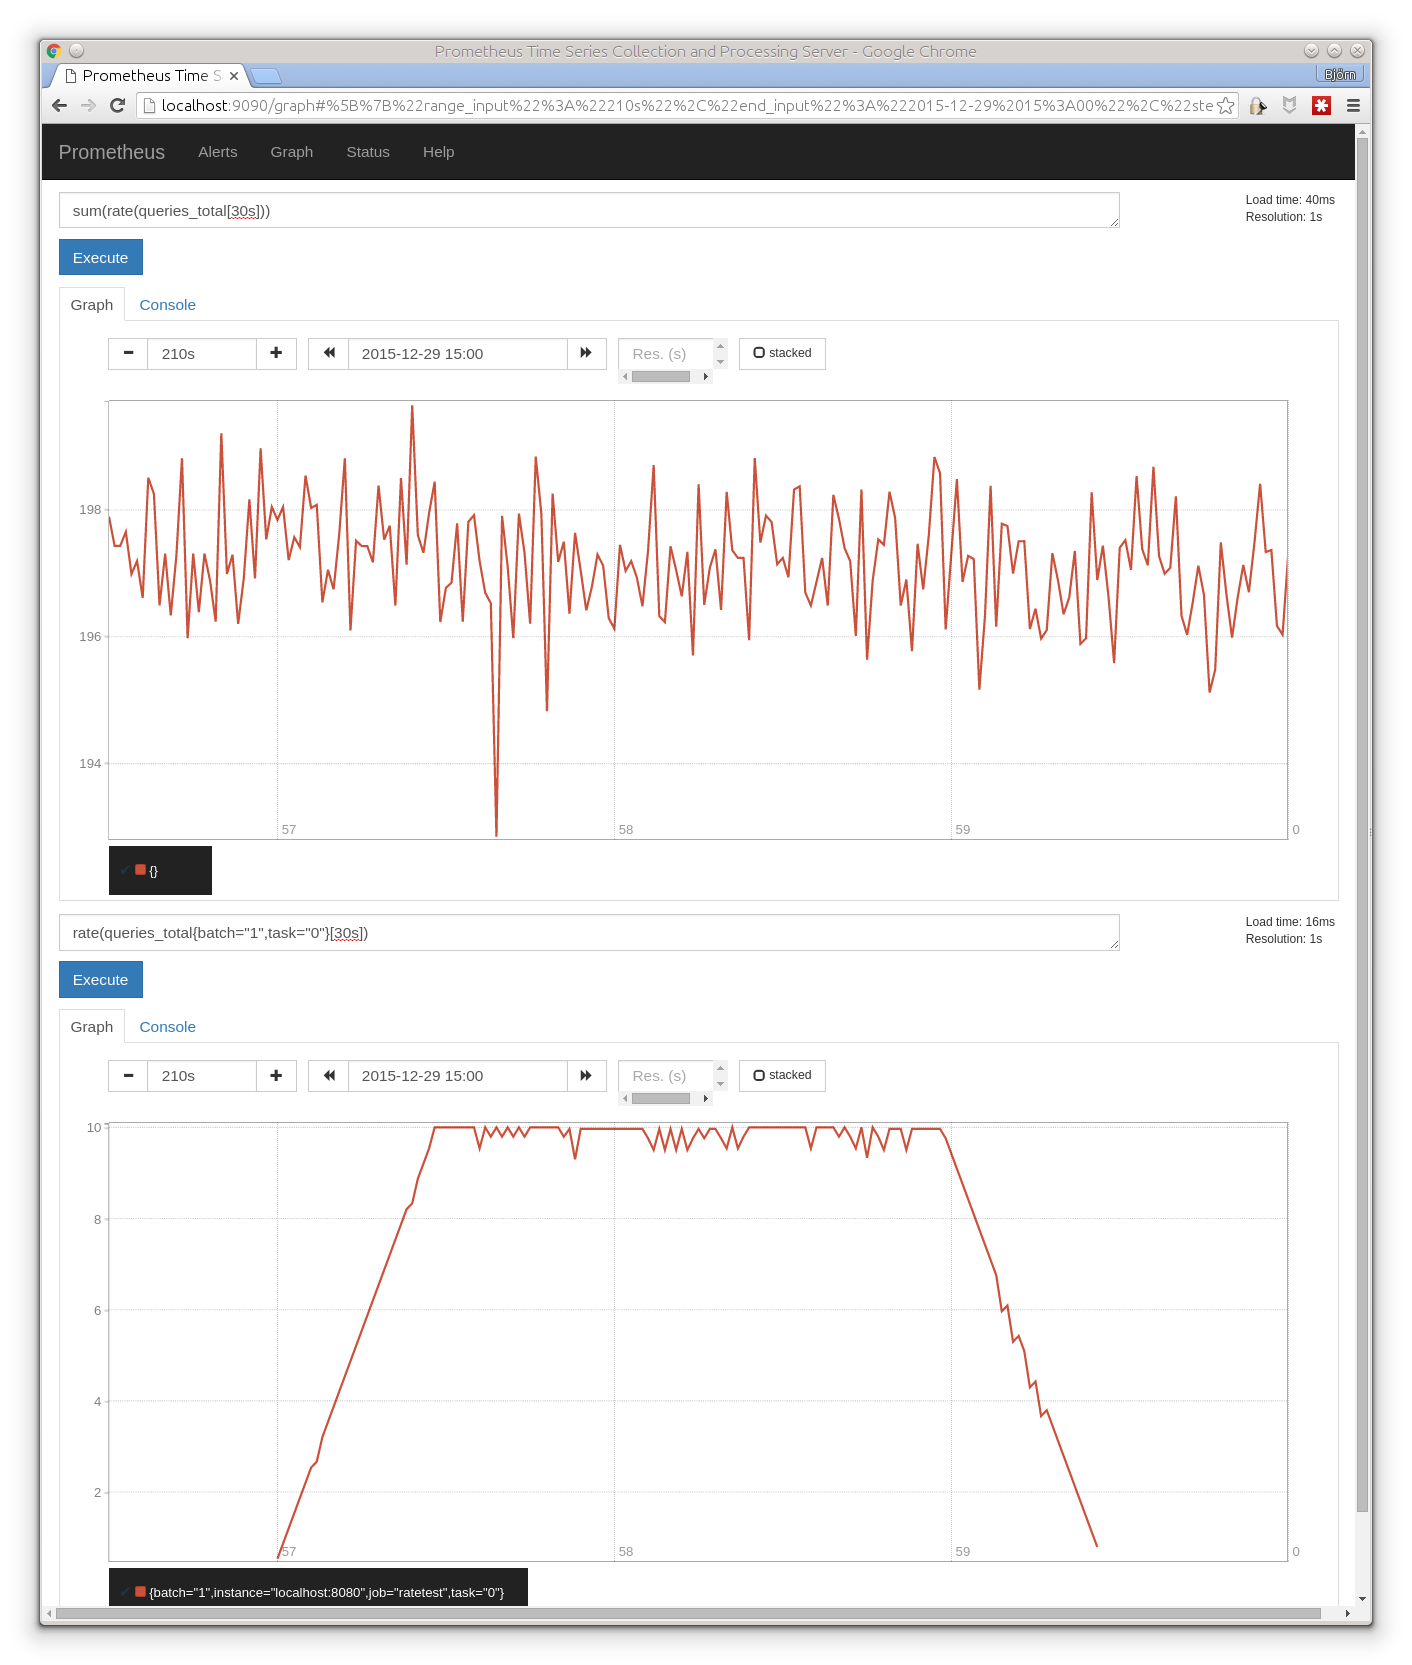 Prometheus Time Series Collection and Processing Server - Google Chrome
Prometheus Time S
Björn
localhost:9090/graph#%5B%7B%22range_input%22%3A%22210s%22%2C%22end_input%22%3A%222015-12-29%2015%3A00%22%2C%22ste
Prometheus Alerts Graph Status Help
sum(rate(queries_total[30s]))
Load time: 40ms
Resolution: 1s
Execute
Graph Console
210s 2015-12-29 15:00 Res. (s) stacked
198
196
194
57 58 59 0
{}
rate(queries_total{batch="1",task="0"}[30s])
Load time: 16ms
Resolution: 1s
Execute
Graph Console
210s 2015-12-29 15:00 Res. (s) stacked
10
8
6
4
2
57 58 59 0
{batch="1",instance="localhost:8080",job="ratetest",task="0"}